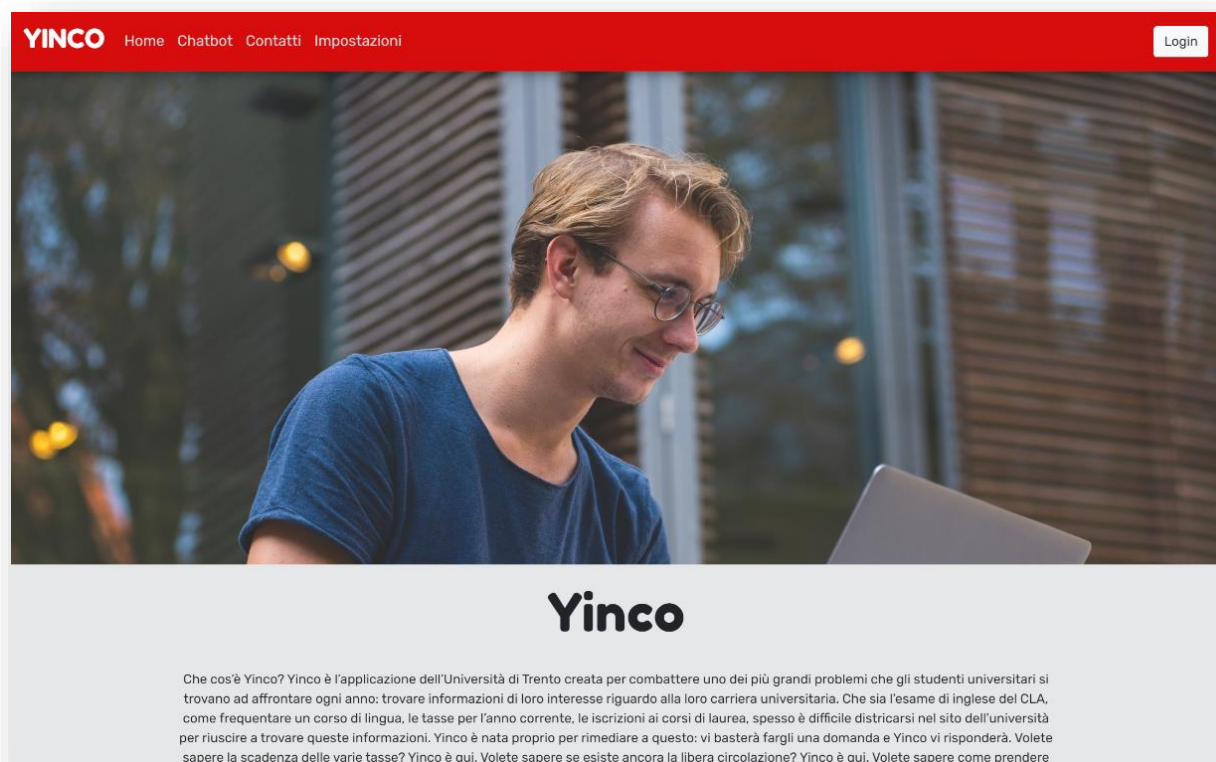 YINCO Home Chatbot Contatti Impostazioni Login
Yinco
Che cos'è Yinco? Yinco è l'applicazione dell'Università di Trento creata per combattere uno dei più grandi problemi che gli studenti universitari si
trovano ad affrontare ogni anno: trovare informazioni di loro interesse riguardo alla loro carriera universitaria. Che sia l'esame di inglese del CLA,
come frequentare un corso di lingua, le tasse per l'anno corrente, le iscrizioni ai corsi di laurea, spesso è difficile districarsi nel sito dell'università
per riuscire a trovare queste informazioni. Yinco è nata proprio per rimediare a questo: vi basterà fargli una domanda e Yinco vi risponderà. Volete
sapere la scadenza delle varie tasse? Yinco è qui. Volete sapere se esiste ancora la libera circolazione? Yinco è qui. Volete sapere come prendere